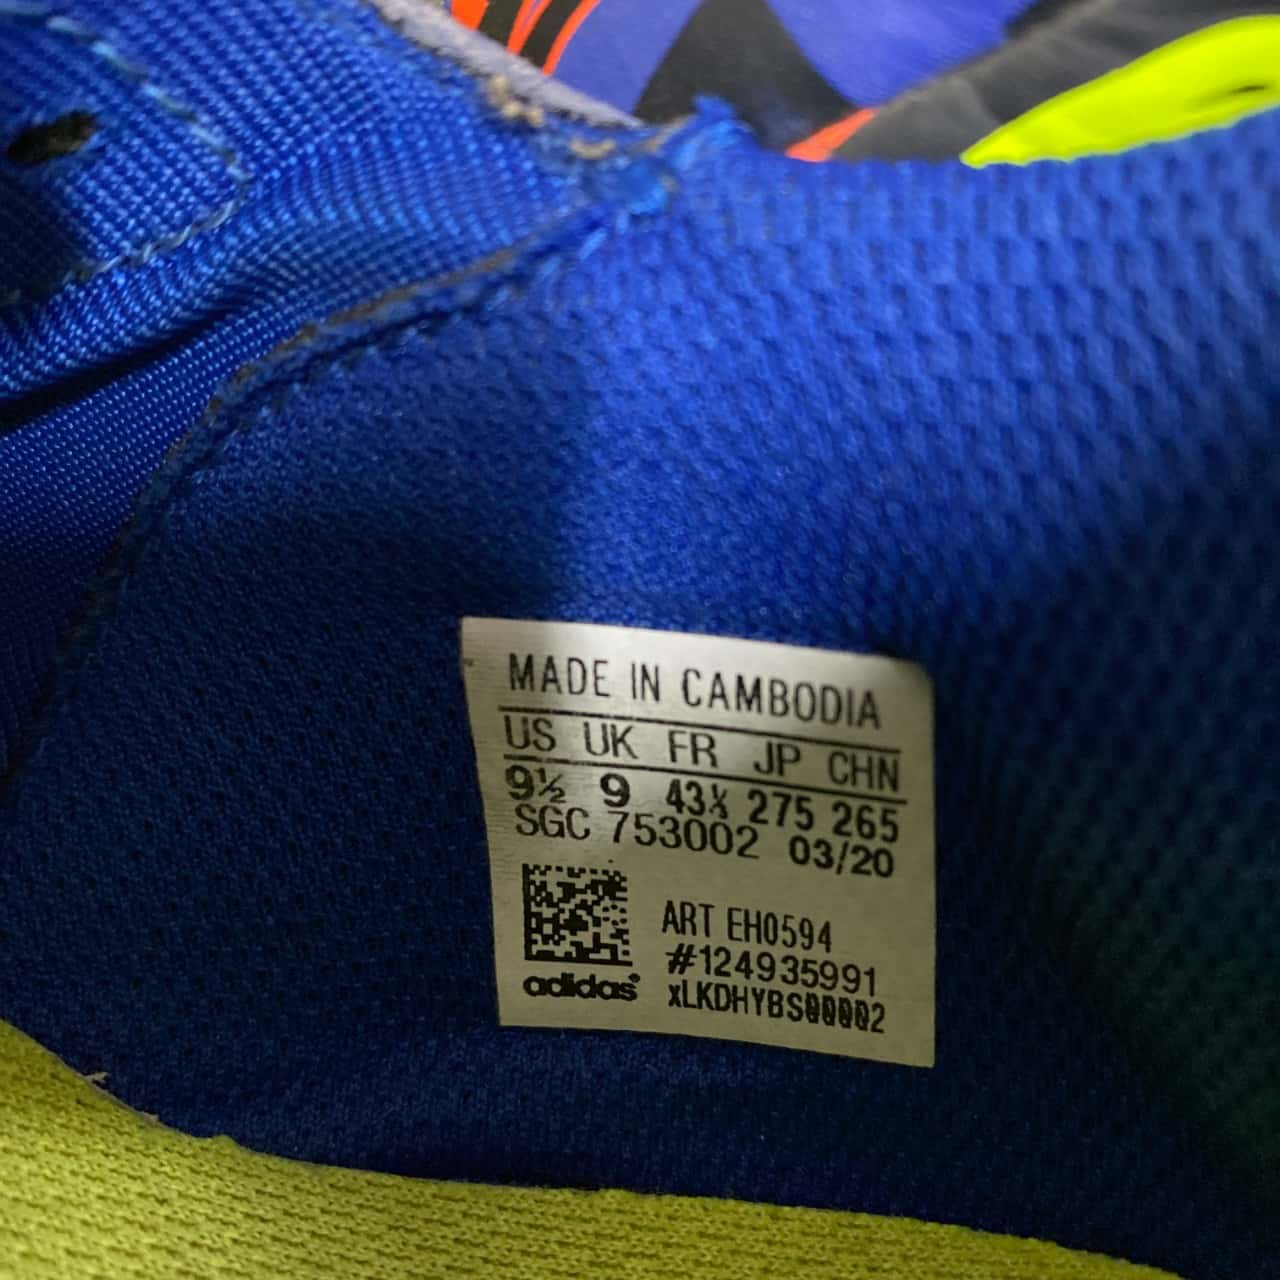 MADE IN CAMBODIA
US UK FR JP CHN
9½ 9 43⅓ 275 265
SGC 753002 03/20
ART EH0594
#124935991
xLKDHYBS00002
adidas®